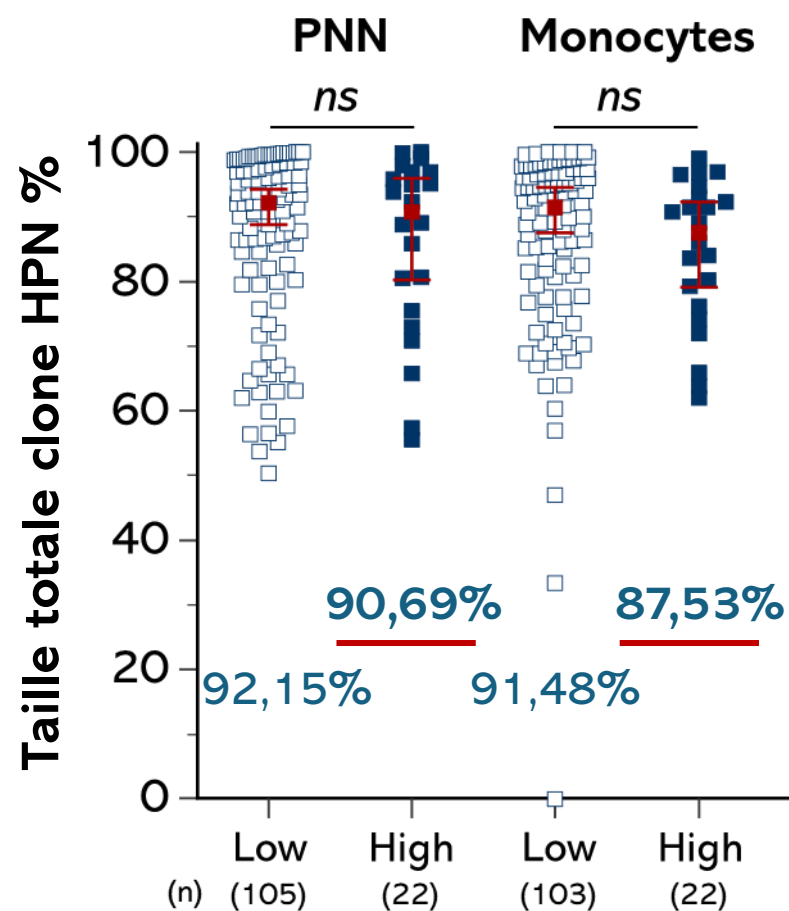 PNN Monocytes
ns ns
Taille totale clone HPN %
100
80
60
40
20
0
90,69% 87,53%
92,15% 91,48%
Low High Low High
(n) (105) (22) (103) (22)